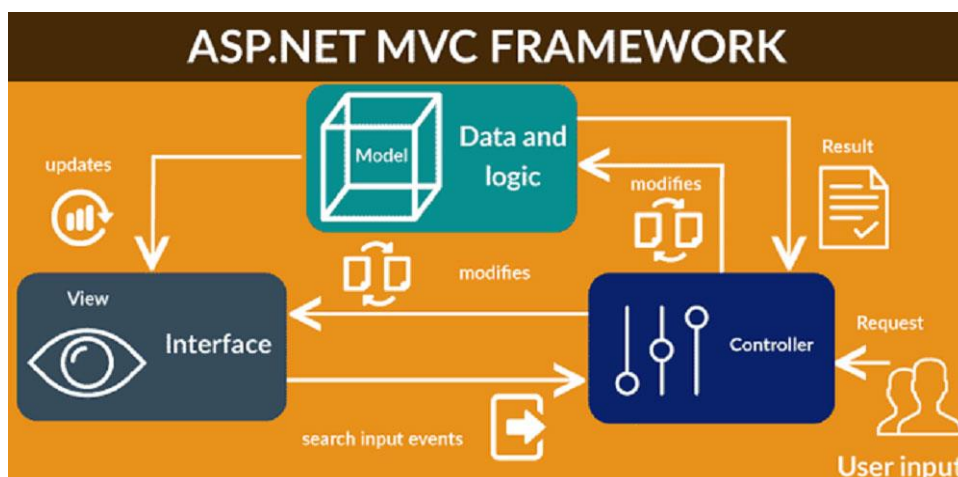 ASP.NET MVC FRAMEWORK
Model
Data and
logic
updates
Result
modifies
modifies
View
Interface
Controller
Request
search input events
User input